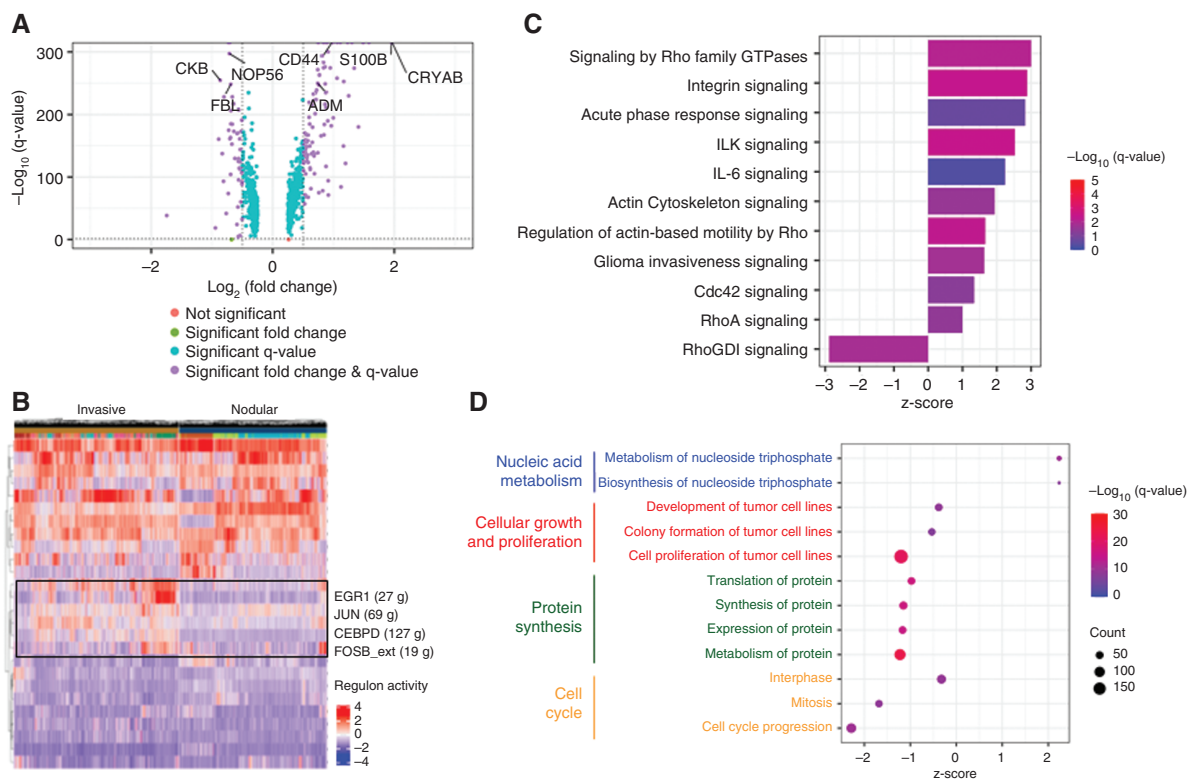 A
300
200
100
0
–Log10 (q-value)
CKB
NOP56
FBL
CD44
S100B
CRYAB
ADM
–2
0
2
Log2 (fold change)
Not significant
Significant fold change
Significant q-value
Significant fold change & q-value
B
Invasive
Nodular
EGR1 (27 g)
JUN (69 g)
CEBPD (127 g)
FOSB_ext (19 g)
Regulon activity
4
2
0
–2
–4
C
Signaling by Rho family GTPases
Integrin signaling
Acute phase response signaling
ILK signaling
IL-6 signaling
Actin Cytoskeleton signaling
Regulation of actin-based motility by Rho
Glioma invasiveness signaling
Cdc42 signaling
RhoA signaling
RhoGDI signaling
–3 –2 –1 0 1 2 3
z-score
–Log10 (q-value)
5
4
3
2
1
0
D
Nucleic acid
metabolism
Metabolism of nucleoside triphosphate
Biosynthesis of nucleoside triphosphate
Cellular growth
and proliferation
Development of tumor cell lines
Colony formation of tumor cell lines
Cell proliferation of tumor cell lines
Protein
synthesis
Translation of protein
Synthesis of protein
Expression of protein
Metabolism of protein
Cell
cycle
Interphase
Mitosis
Cell cycle progression
–2 –1 0 1 2
z-score
–Log10 (q-value)
30
20
10
0
Count
50
100
150